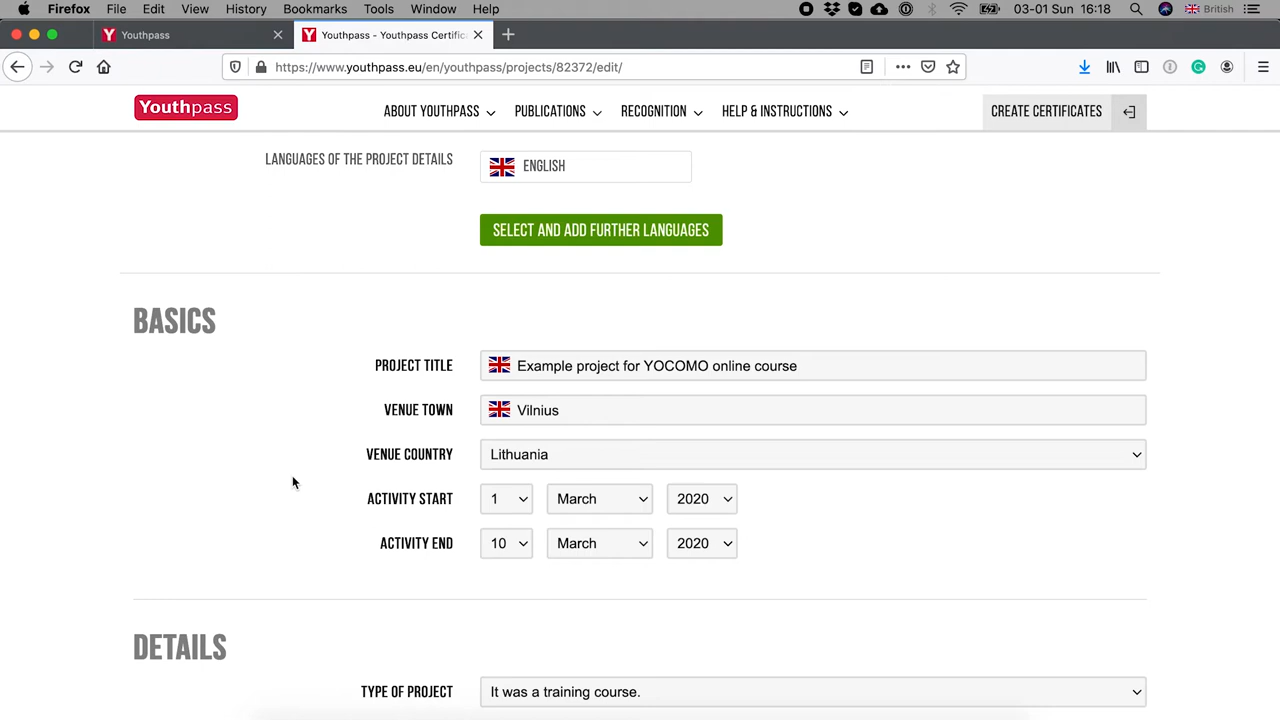 Firefox File Edit View History Bookmarks Tools Window Help 03-01 Sun 16:18 British
Youthpass Youthpass - Youthpass Certific
https://www.youthpass.eu/en/youthpass/projects/82372/edit/
Youthpass ABOUT YOUTHPASS PUBLICATIONS RECOGNITION HELP & INSTRUCTIONS CREATE CERTIFICATES
LANGUAGES OF THE PROJECT DETAILS ENGLISH
SELECT AND ADD FURTHER LANGUAGES
BASICS
PROJECT TITLE Example project for YOCOMO online course
VENUE TOWN Vilnius
VENUE COUNTRY Lithuania
ACTIVITY START 1 March 2020
ACTIVITY END 10 March 2020
DETAILS
TYPE OF PROJECT It was a training course.